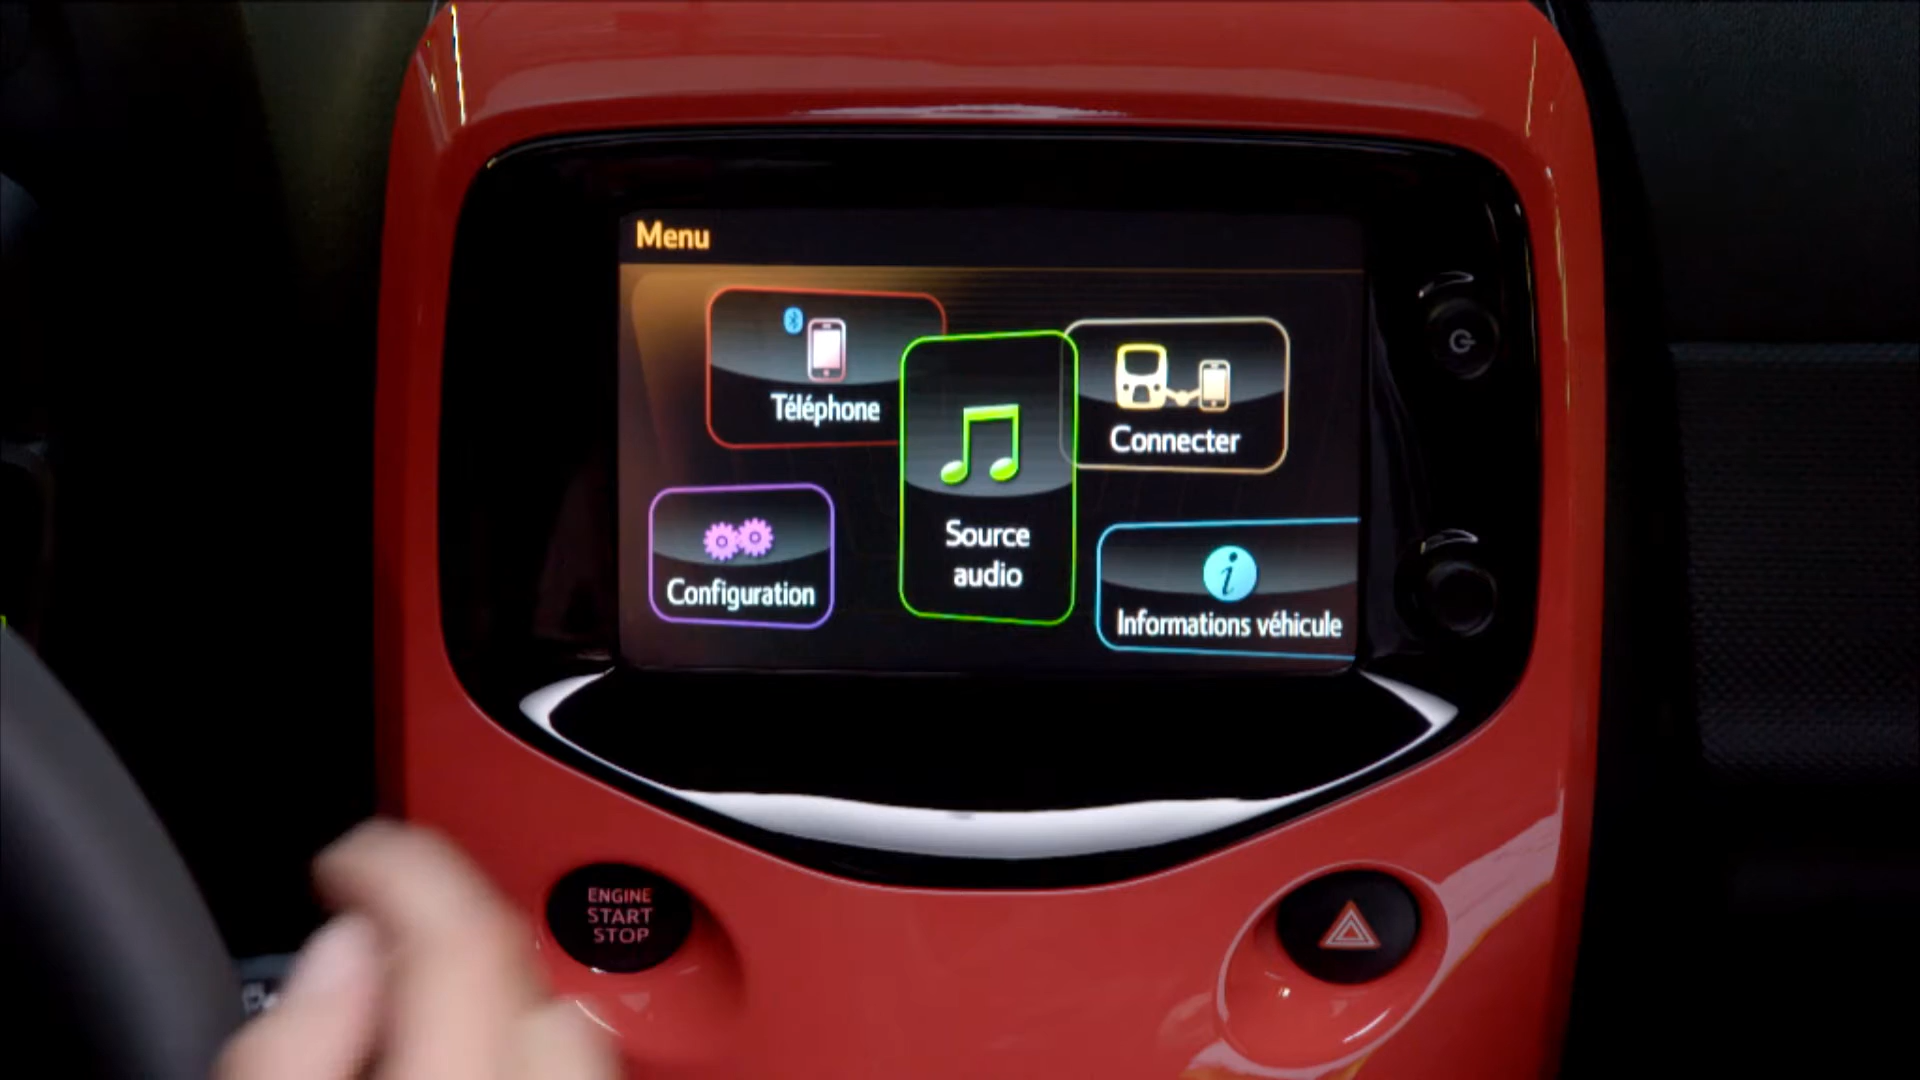 Menu
Téléphone
Connecter
Source
audio
Configuration
Informations véhicule
ENGINE
START
STOP